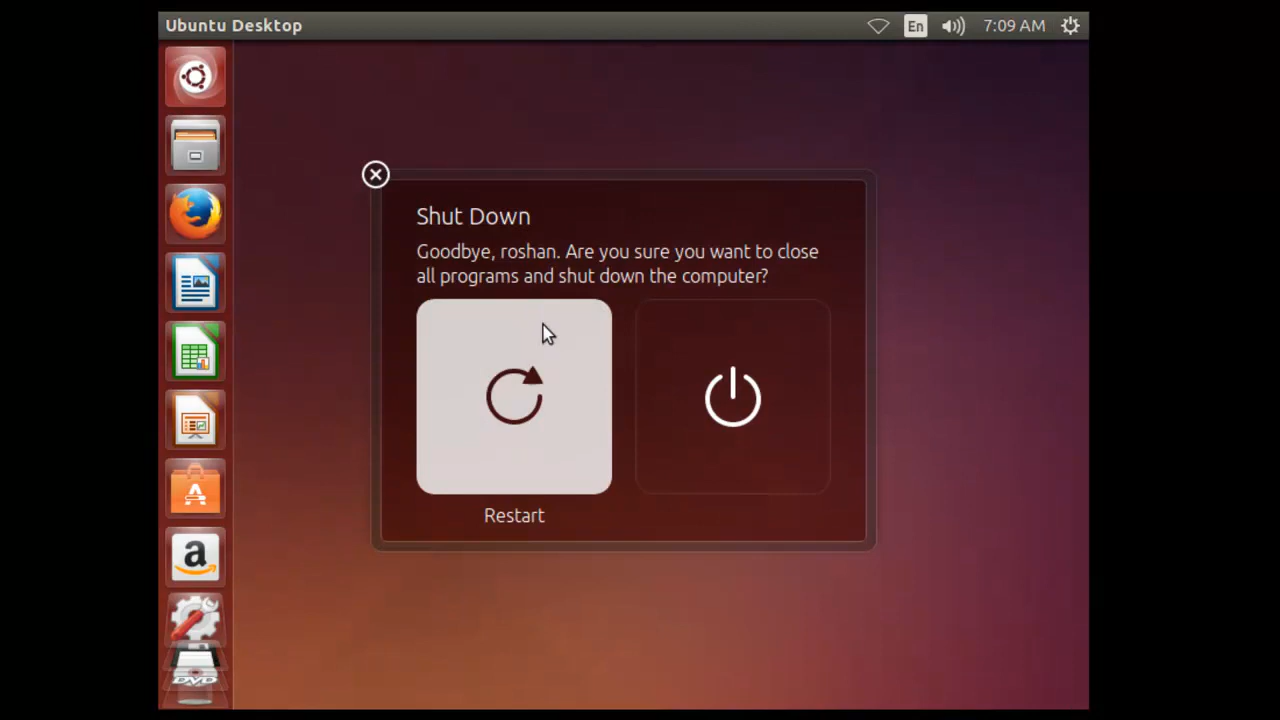 Ubuntu Desktop
En
7:09 AM
Shut Down
Goodbye, roshan. Are you sure you want to close
all programs and shut down the computer?
Restart
A
a
DVD